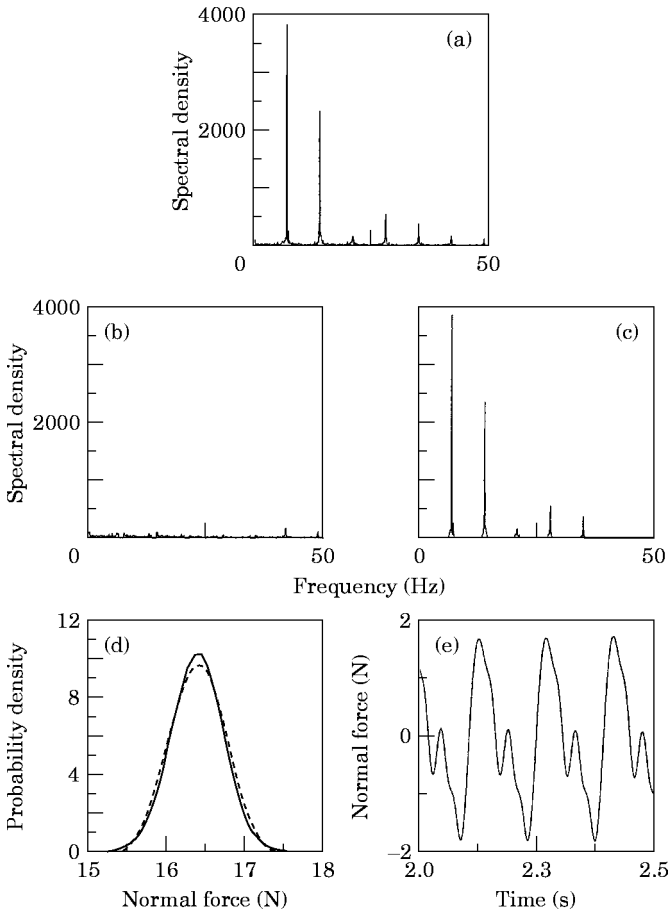 4000
(a)
Spectral density
2000
0
50
4000
(b)
(c)
Spectral density
2000
0
50
0
50
Frequency (Hz)
12
(d)
8
Probability density
4
0
15
16
17
18
Normal force (N)
2
(e)
Normal force (N)
0
−2
2.0
2.3
2.5
Time (s)